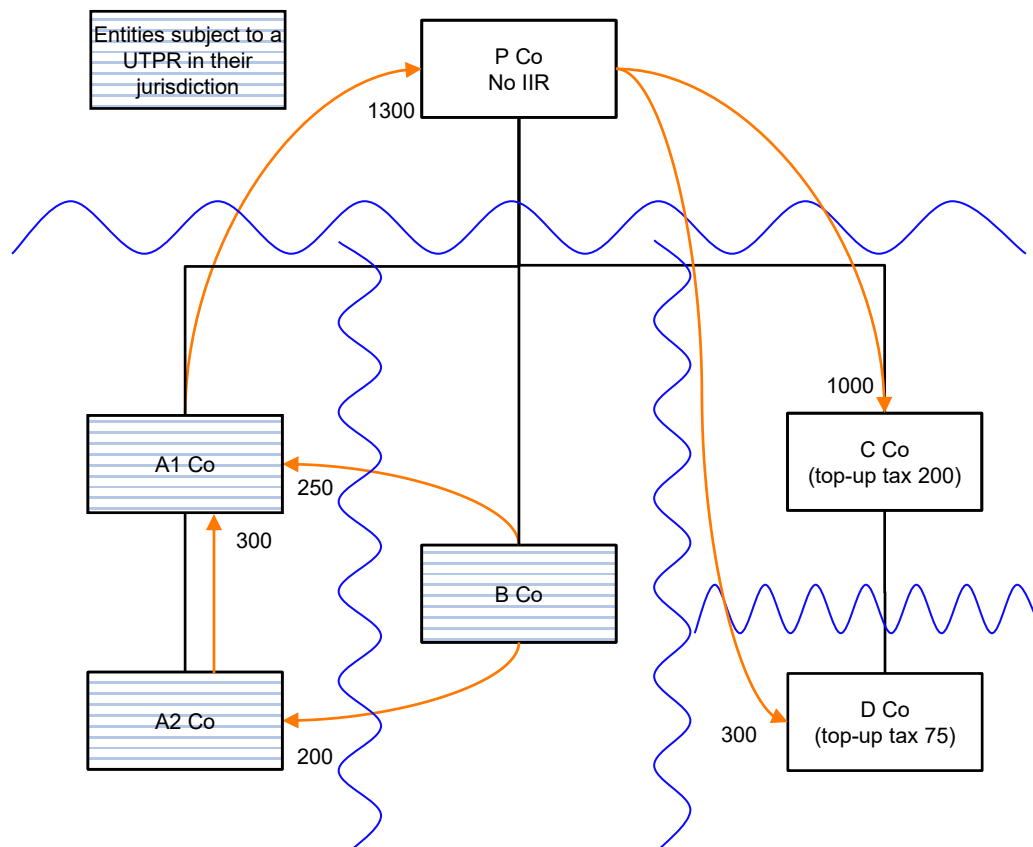 Entities subject to a
UTPR in their
jurisdiction
P Co
No IIR
1300
1000
A1 Co
250
300
C Co
(top-up tax 200)
B Co
A2 Co
200
300
D Co
(top-up tax 75)